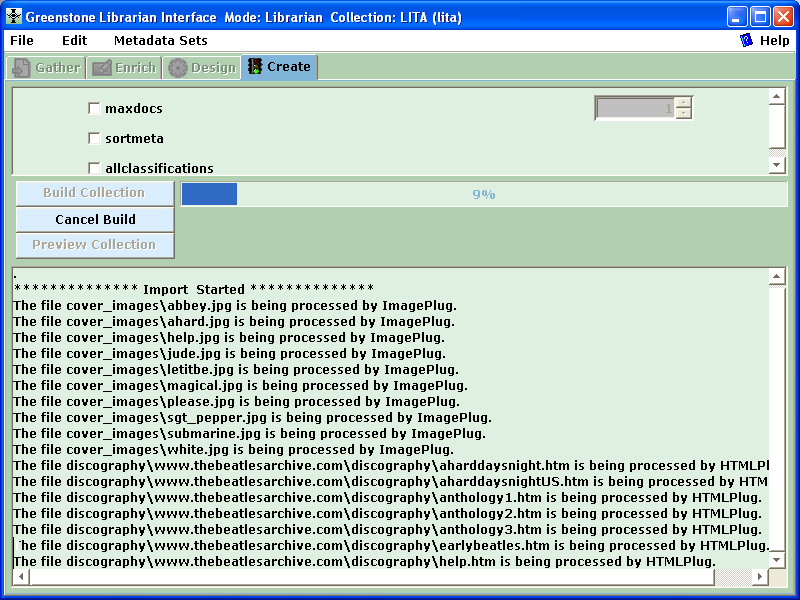 Greenstone Librarian Interface  Mode: Librarian  Collection: LITA (lita)
File Edit Metadata Sets Help
Gather Enrich Design Create
maxdocs 1
sortmeta
allclassifications
Build Collection 9%
Cancel Build
Preview Collection
.
************** Import Started **************
The file cover_images\abbey.jpg is being processed by ImagePlug.
The file cover_images\ahard.jpg is being processed by ImagePlug.
The file cover_images\help.jpg is being processed by ImagePlug.
The file cover_images\jude.jpg is being processed by ImagePlug.
The file cover_images\letitbe.jpg is being processed by ImagePlug.
The file cover_images\magical.jpg is being processed by ImagePlug.
The file cover_images\please.jpg is being processed by ImagePlug.
The file cover_images\sgt_pepper.jpg is being processed by ImagePlug.
The file cover_images\submarine.jpg is being processed by ImagePlug.
The file cover_images\white.jpg is being processed by ImagePlug.
The file discography\www.thebeatlesarchive.com\discography\aharddaysnight.htm is being processed by HTMLPl
The file discography\www.thebeatlesarchive.com\discography\aharddaysnightUS.htm is being processed by HTM
The file discography\www.thebeatlesarchive.com\discography\anthology1.htm is being processed by HTMLPlug.
The file discography\www.thebeatlesarchive.com\discography\anthology2.htm is being processed by HTMLPlug.
The file discography\www.thebeatlesarchive.com\discography\anthology3.htm is being processed by HTMLPlug.
The file discography\www.thebeatlesarchive.com\discography\earlybeatles.htm is being processed by HTMLPlug.
The file discography\www.thebeatlesarchive.com\discography\help.htm is being processed by HTMLPlug.